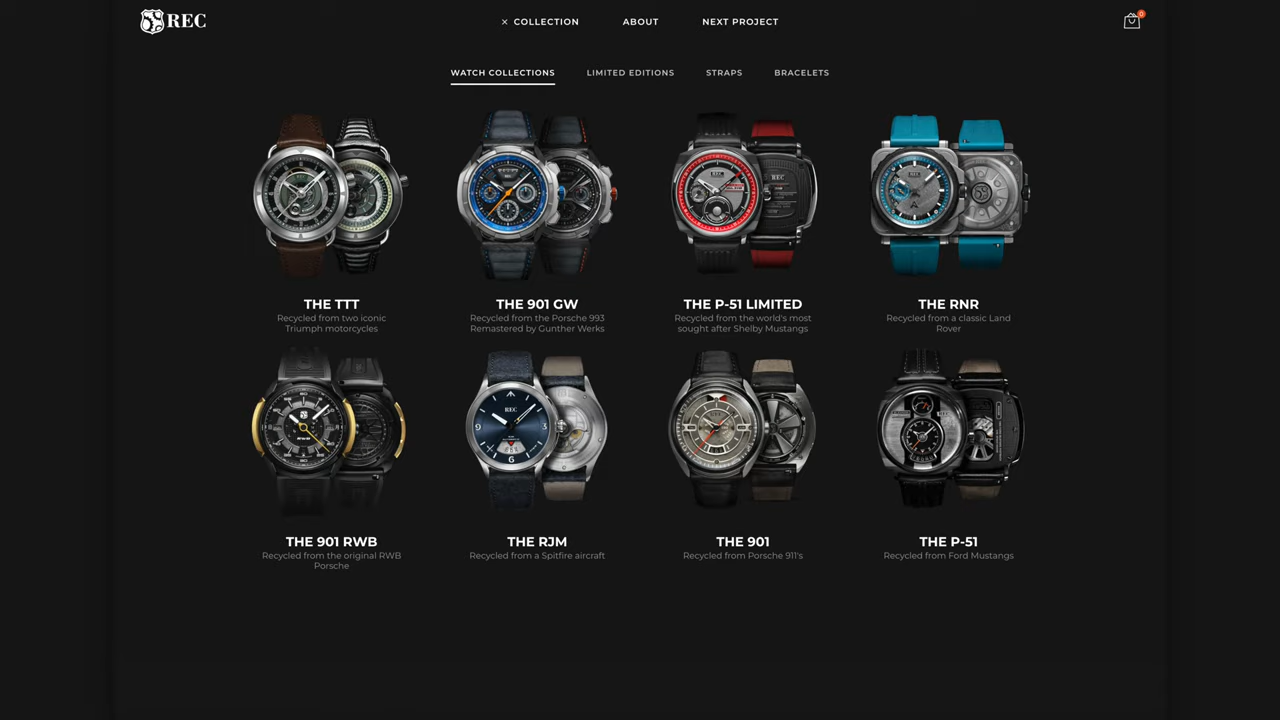 REC
× COLLECTION
ABOUT
NEXT PROJECT
0
WATCH COLLECTIONS
LIMITED EDITIONS
STRAPS
BRACELETS
THE TTT
Recycled from two iconic
Triumph motorcycles
THE 901 GW
Recycled from the Porsche 993
Remastered by Gunther Werks
THE P-51 LIMITED
Recycled from the world's most
sought after Shelby Mustangs
THE RNR
Recycled from a classic Land
Rover
THE 901 RWB
Recycled from the original RWB
Porsche
THE RJM
Recycled from a Spitfire aircraft
THE 901
Recycled from Porsche 911's
THE P-51
Recycled from Ford Mustangs